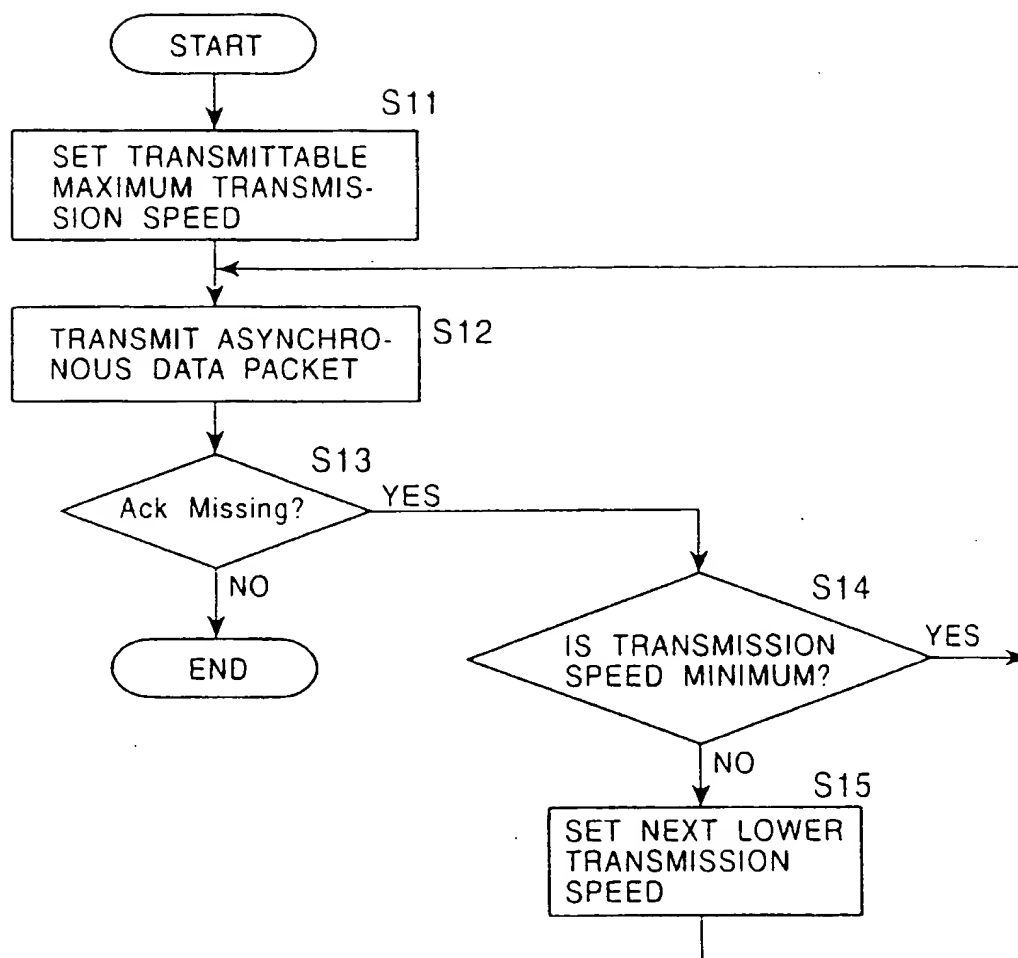 START
S11
SET TRANSMITTABLE
MAXIMUM TRANSMIS-
SION SPEED
S12
TRANSMIT ASYNCHRO-
NOUS DATA PACKET
S13
Ack Missing?
YES
NO
END
S14
IS TRANSMISSION
SPEED MINIMUM?
YES
NO
S15
SET NEXT LOWER
TRANSMISSION
SPEED